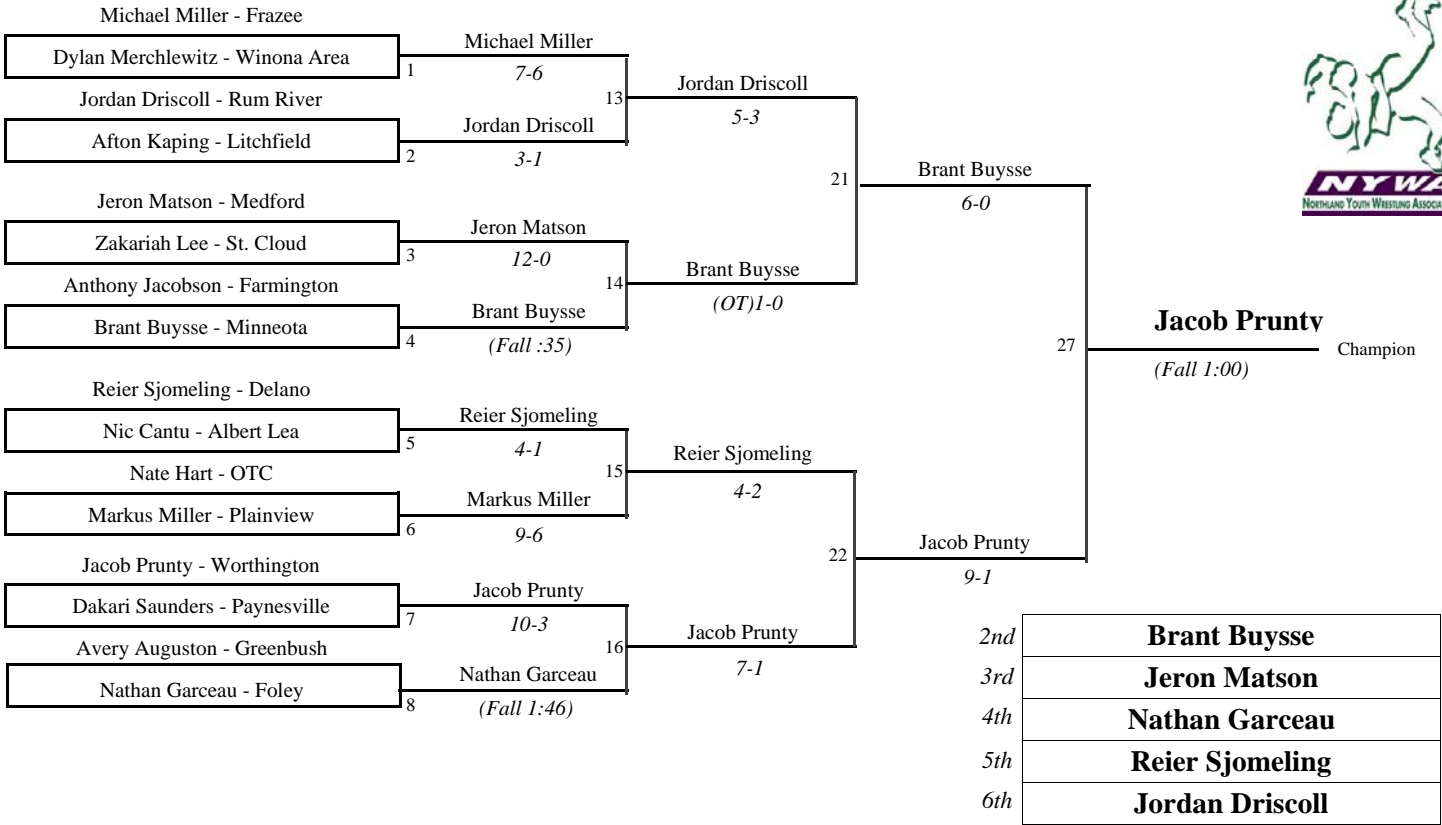 Michael Miller - Frazee
Dylan Merchlewitz - Winona Area
1
Jordan Driscoll - Rum River
Afton Kaping - Litchfield
2
Jeron Matson - Medford
Zakariah Lee - St. Cloud
3
Anthony Jacobson - Farmington
Brant Buysse - Minneota
4
Reier Sjomeling - Delano
Nic Cantu - Albert Lea
5
Nate Hart - OTC
Markus Miller - Plainview
6
Jacob Prunty - Worthington
Dakari Saunders - Paynesville
7
Avery Auguston - Greenbush
Nathan Garceau - Foley
8
Michael Miller
7-6
13
Jordan Driscoll
3-1
Jeron Matson
12-0
14
Brant Buysse
(Fall :35)
Reier Sjomeling
4-1
15
Markus Miller
9-6
Jacob Prunty
10-3
16
Nathan Garceau
(Fall 1:46)
Jordan Driscoll
5-3
21
Brant Buysse
(OT)1-0
Reier Sjomeling
4-2
22
Jacob Prunty
7-1
Brant Buysse
6-0
27
Jacob Prunty
9-1
Jacob Prunty
Champion
(Fall 1:00)
NYWA
NORTHLAND YOUTH WRESTLING
2nd Brant Buysse
3rd Jeron Matson
4th Nathan Garceau
5th Reier Sjomeling
6th Jordan Driscoll